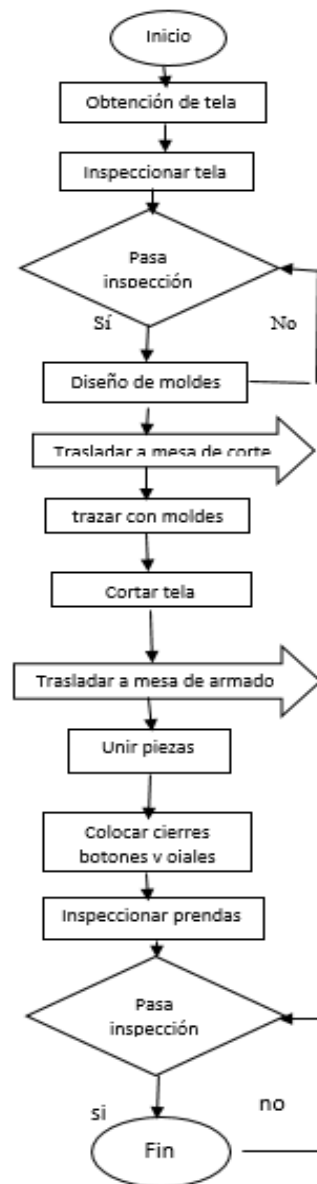 Inicio
Obtención de tela
Inspeccionar tela
Pasa
inspección
Sí
No
Diseño de moldes
Trasladar a mesa de corte
trazar con moldes
Cortar tela
Trasladar a mesa de armado
Unir piezas
Colocar cierres
botones y ojales
Inspeccionar prendas
Pasa
inspección
si
no
Fin